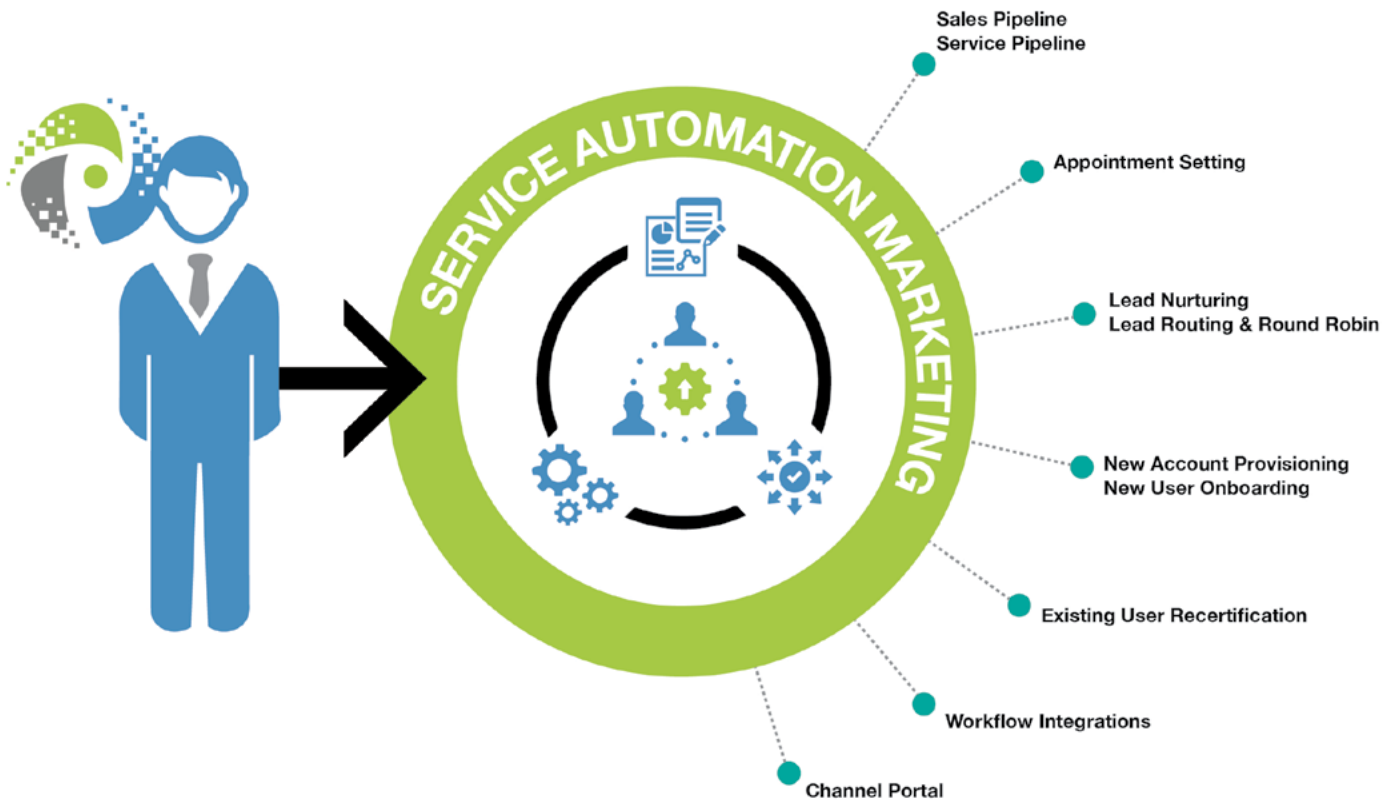 Sales Pipeline
Service Pipeline
SERVICE AUTOMATION MARKETING
Appointment Setting
Lead Nurturing
Lead Routing & Round Robin
New Account Provisioning
New User Onboarding
Existing User Recertification
Workflow Integrations
Channel Portal